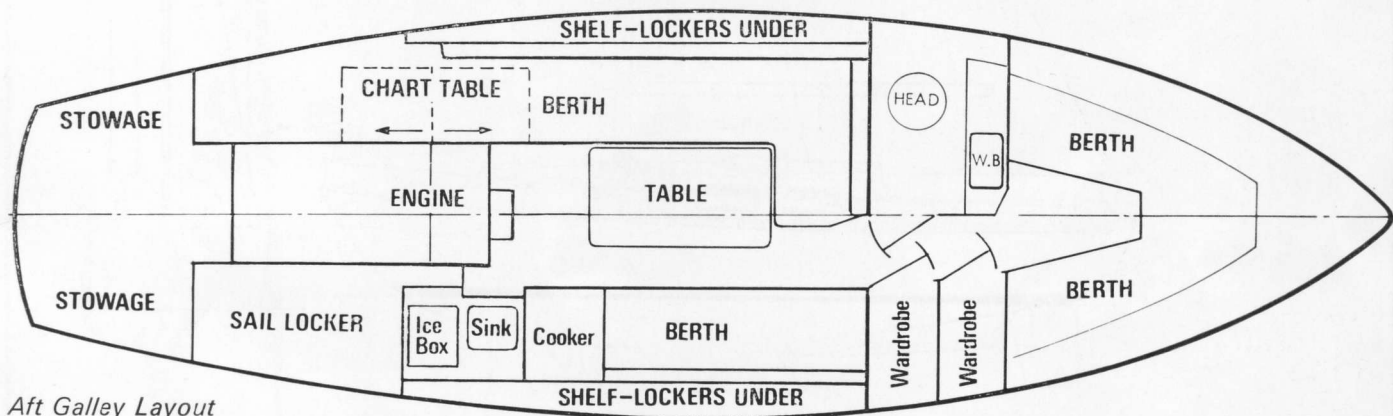 SHELF-LOCKERS UNDER
STOWAGE
CHART TABLE
BERTH
HEAD
BERTH
W.B
ENGINE
TABLE
STOWAGE
SAIL LOCKER
Ice
Box
Sink
Cooker
BERTH
Wardrobe
Wardrobe
BERTH
SHELF-LOCKERS UNDER
Aft Galley Layout